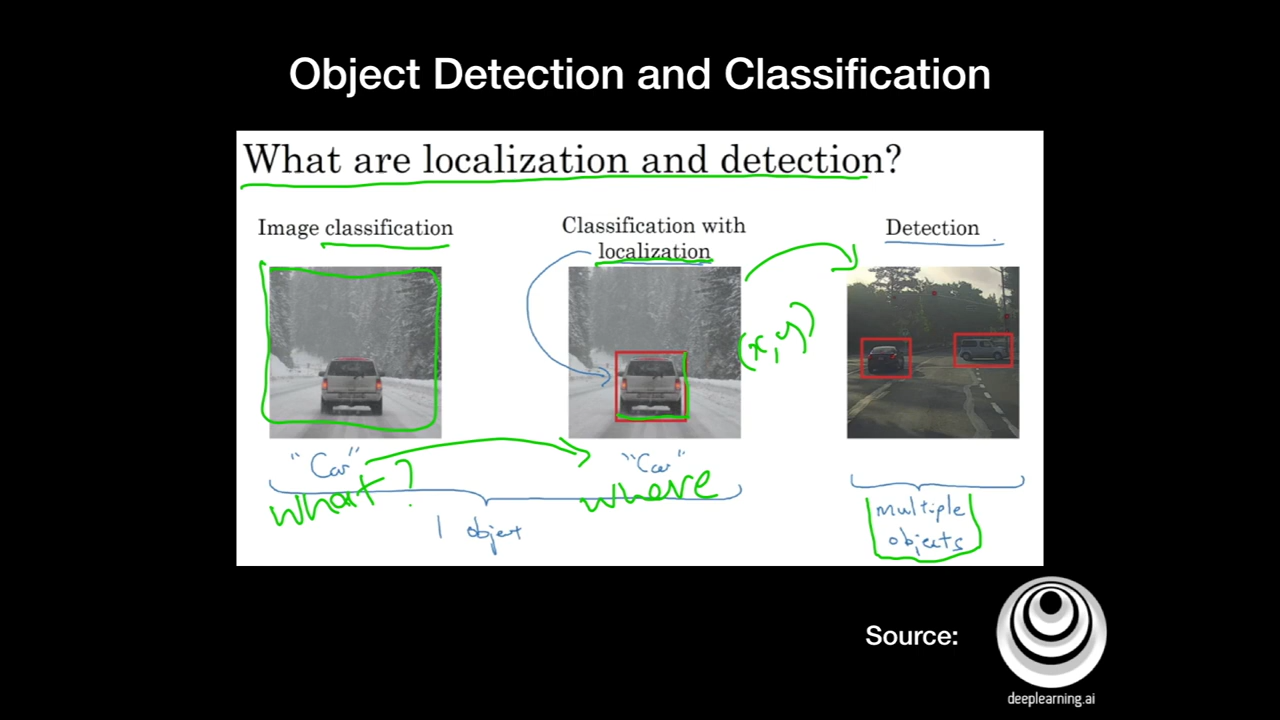 Object Detection and Classification
What are localization and detection?
Image classification
Classification with
localization
Detection
(x,y)
"Car"
what?
"Car"
where
1 object
multiple
objects
Source:
deeplearning.ai